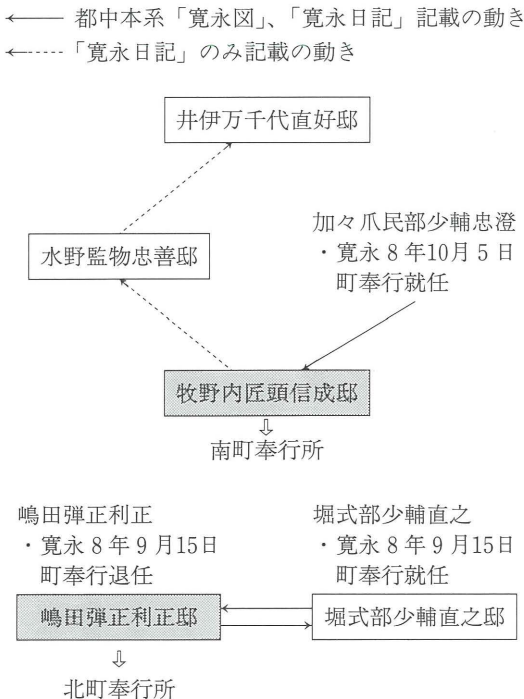 都中本系「寛永図」、「寛永日記」記載の動き
「寛永日記」のみ記載の動き
井伊万千代直好邸
水野監物忠善邸
加々爪民部少輔忠澄
・寛永8年10月5日
町奉行就任
牧野内匠頭信成邸
南町奉行所
嶋田弾正利正
・寛永8年9月15日
町奉行退任
嶋田弾正利正邸
北町奉行所
堀式部少輔直之
・寛永8年9月15日
町奉行就任
堀式部少輔直之邸